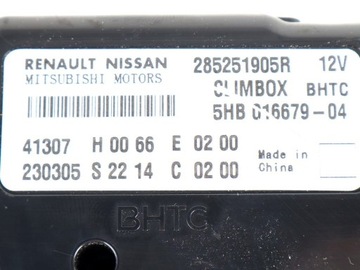 RENAULT NISSAN 285251905R 12V
MITSUBISHI MOTORS CLIMBOX BHTC
5HB 016679-04
41307 H 00 66 E 02 00 Made in
230305 S 22 14 C 02 00 China
BHTC